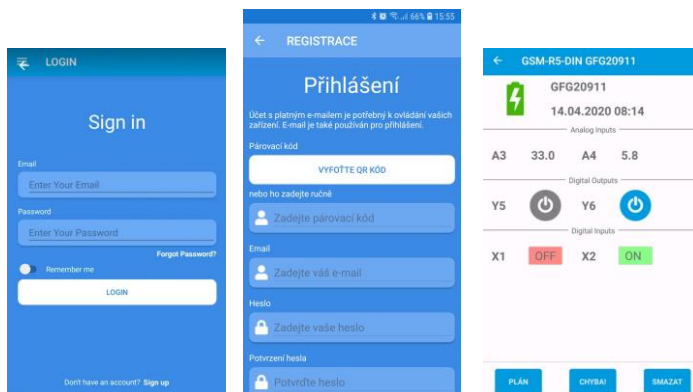 LOGIN
Sign in
Email
Enter Your Email
Password
Enter Your Password
Forgot Password?
Remember me
LOGIN
Don't have an account? Sign up
66% 15:55
REGISTRACE
Přihlášení
Účet s platným e-mailem je potřebný k ovládání vašich
zařízení. E-mail je také používán pro přihlášení.
Párovací kód
VYFOŤTE QR KÓD
nebo ho zadejte ručně
Zadejte párovací kód
Email
Zadejte váš e-mail
Heslo
Zadejte vaše heslo
Potvrzení hesla
Potvrďte heslo
GSM-R5-DIN GFG20911
GFG20911
14.04.2020 08:14
Analog Inputs
A3 33.0 A4 5.8
Digital Outputs
Y5 Y6
Digital Inputs
X1 OFF X2 ON
PLÁN CHYBA! SMAZAT